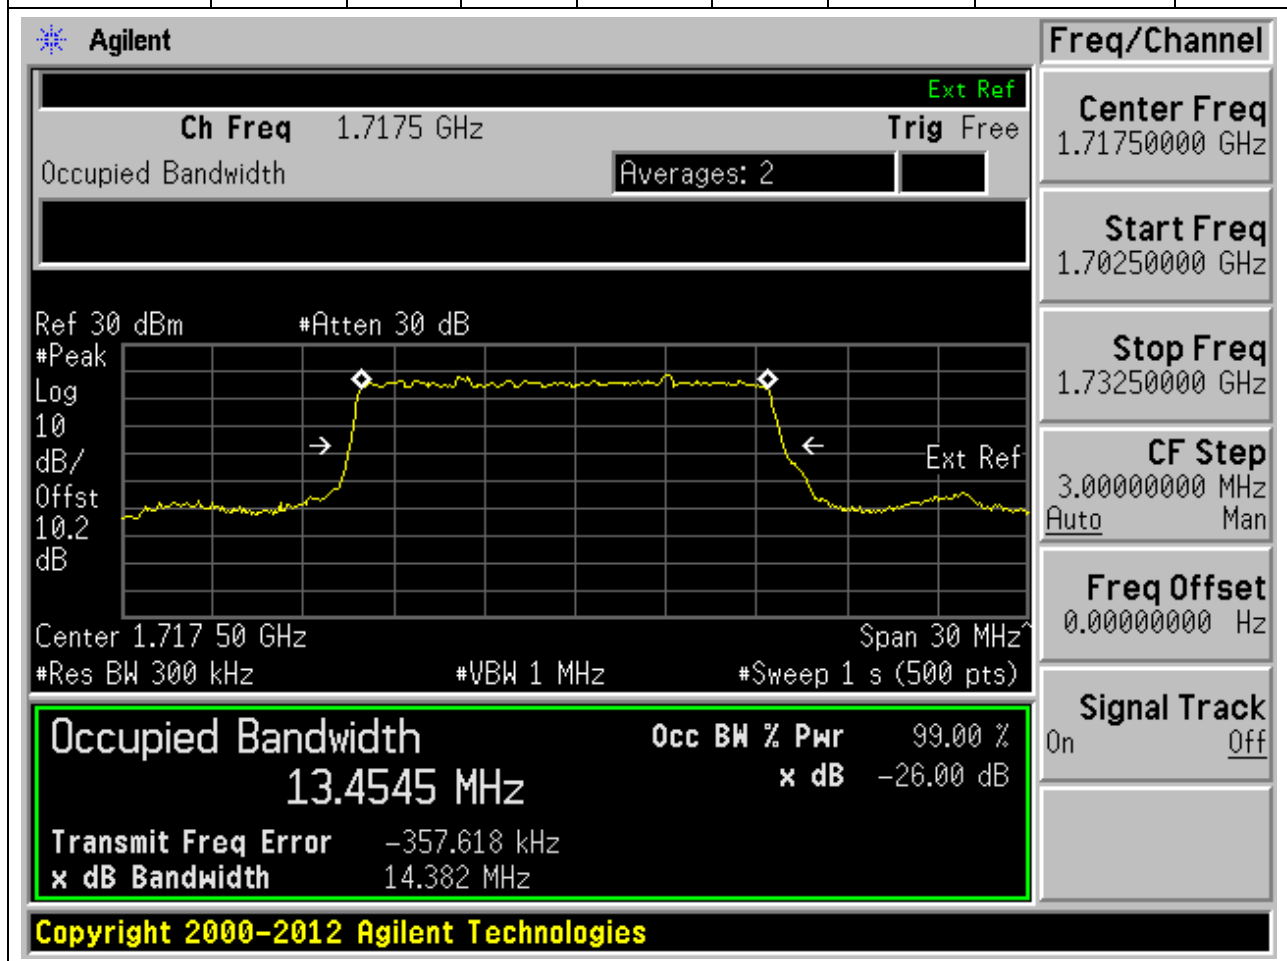 Agilent
Freq/Channel
Ext Ref
Ch Freq 1.7175 GHz
Trig Free
Occupied Bandwidth
Averages: 2
Center Freq
1.71750000 GHz
Start Freq
1.70250000 GHz
Stop Freq
1.73250000 GHz
CF Step
3.00000000 MHz
Auto Man
Freq Offset
0.00000000 Hz
Signal Track
On Off
Ref 30 dBm #Atten 30 dB
#Peak
Log
10
dB/
Offst
10.2
dB
Ext Ref
Center 1.717 50 GHz Span 30 MHz^
#Res BW 300 kHz #VBW 1 MHz #Sweep 1 s (500 pts)
Occupied Bandwidth
13.4545 MHz
Occ BW % Pwr 99.00 %
x dB -26.00 dB
Transmit Freq Error -357.618 kHz
x dB Bandwidth 14.382 MHz
Copyright 2000-2012 Agilent Technologies